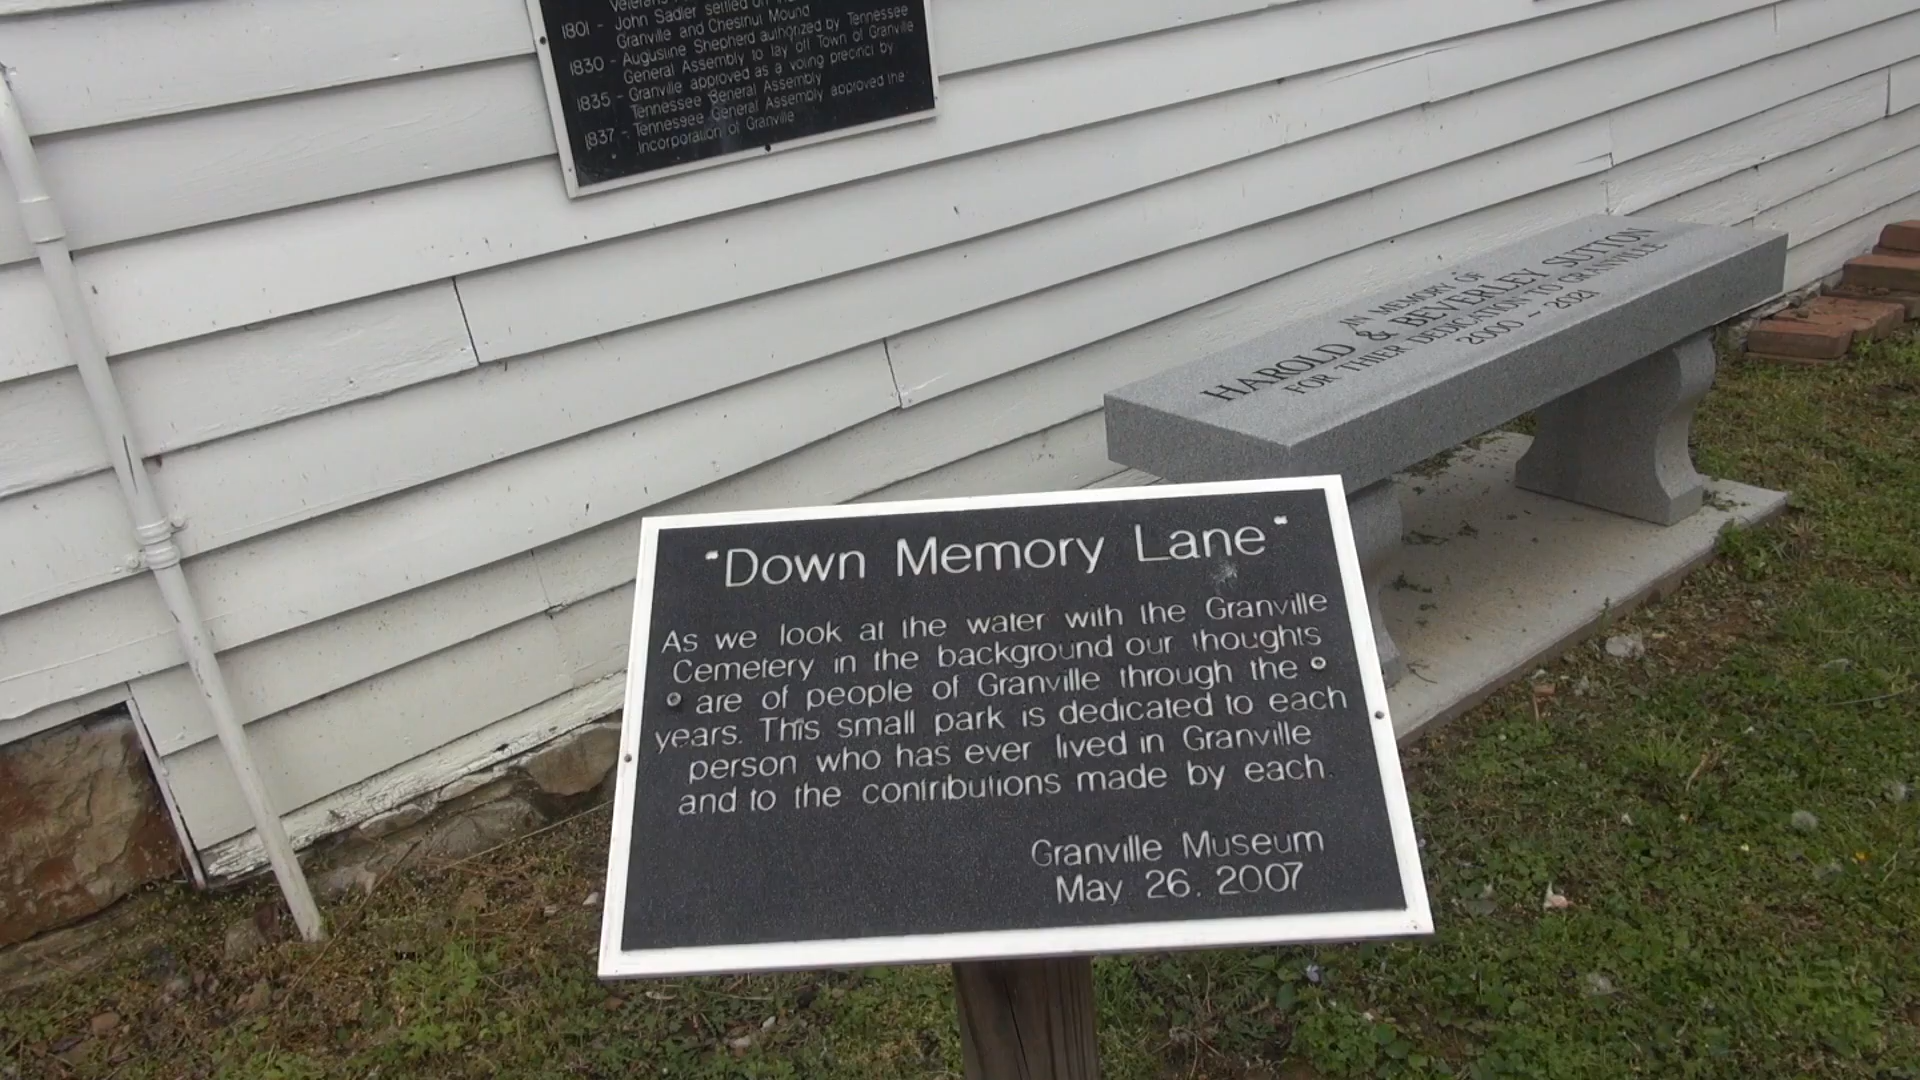 1801 - John Sadler settled on
Granville and Chestnut Mound
1830 - Augustine Shepherd authorized by Tennessee
General Assembly to lay off Town of Granville
1835 - Granville approved as a voting precinct by
Tennessee General Assembly
1837 - Tennessee General Assembly approved the
Incorporation of Granville
IN MEMORY OF
HAROLD & BEVERLEY SUTTON
FOR THIER DEDICATION TO GRANVILLE
2000 ~ 2021
"Down Memory Lane"
As we look at the water with the Granville
Cemetery in the background our thoughts
are of people of Granville through the
years. This small park is dedicated to each
person who has ever lived in Granville
and to the contributions made by each.
Granville Museum
May 26, 2007